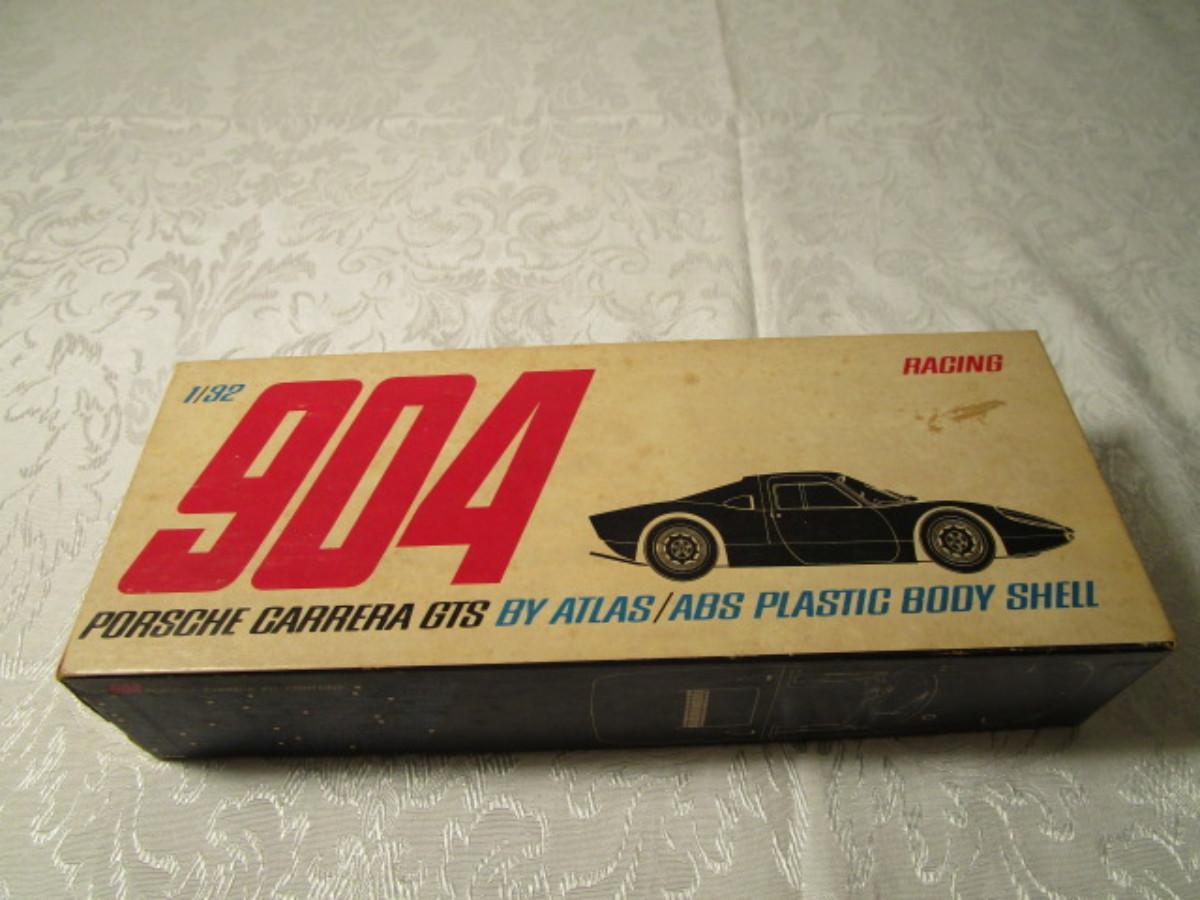 1/32
904
RACING
PORSCHE CARRERA GTS BY ATLAS/ABS PLASTIC BODY SHELL